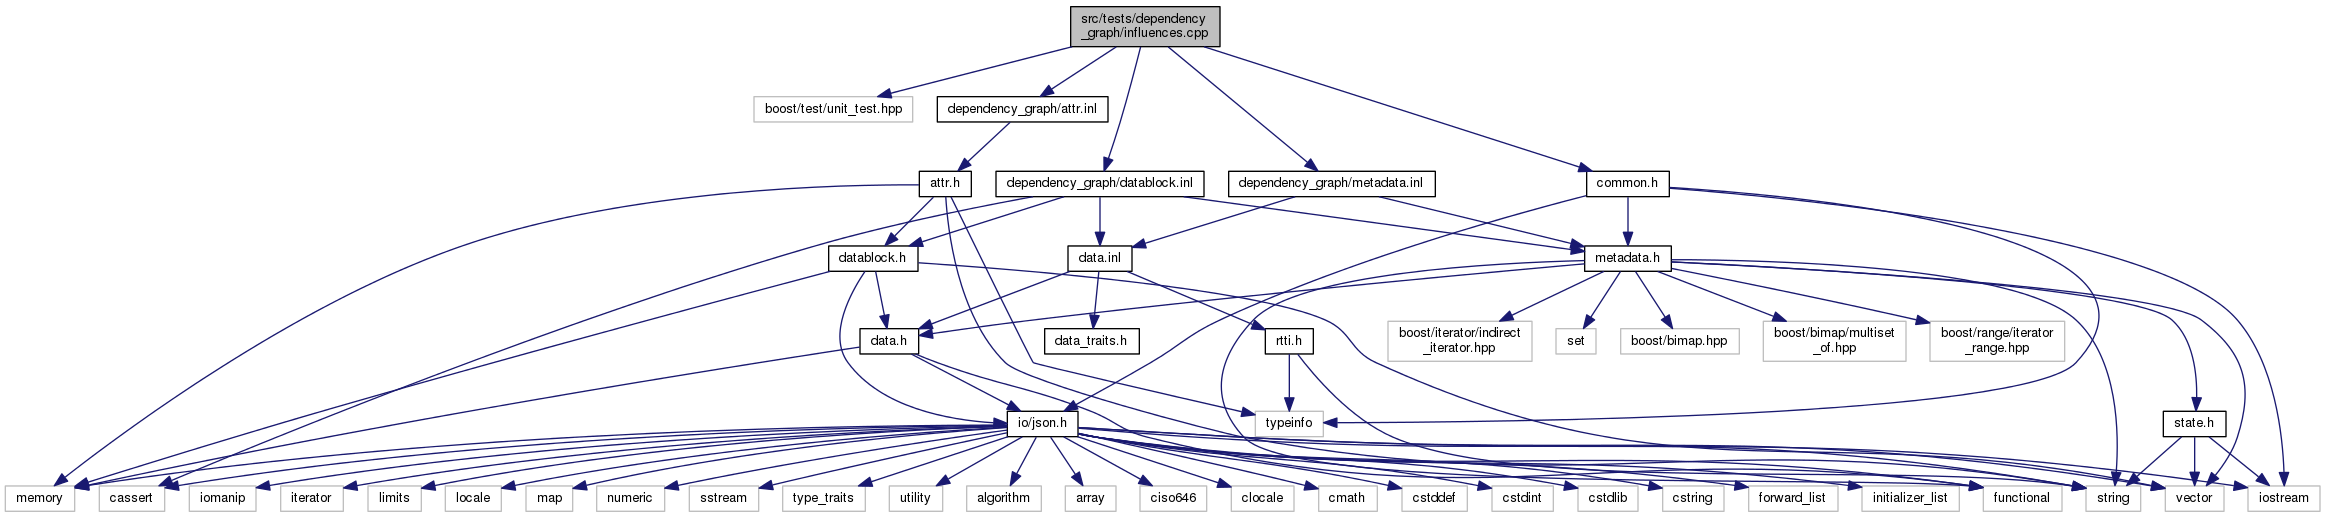 src/tests/dependency
_graph/influences.cpp
boost/test/unit_test.hpp
dependency_graph/attr.inl
attr.h
dependency_graph/datablock.inl
dependency_graph/metadata.inl
common.h
datablock.h
data.inl
metadata.h
data.h
data_traits.h
rtti.h
boost/iterator/indirect
_iterator.hpp
set
boost/bimap.hpp
boost/bimap/multiset
_of.hpp
boost/range/iterator
_range.hpp
io/json.h
typeinfo
state.h
memory
cassert
iomanip
iterator
limits
locale
map
numeric
sstream
type_traits
utility
algorithm
array
ciso646
clocale
cmath
cstddef
cstdint
cstdlib
cstring
forward_list
initializer_list
functional
string
vector
iostream